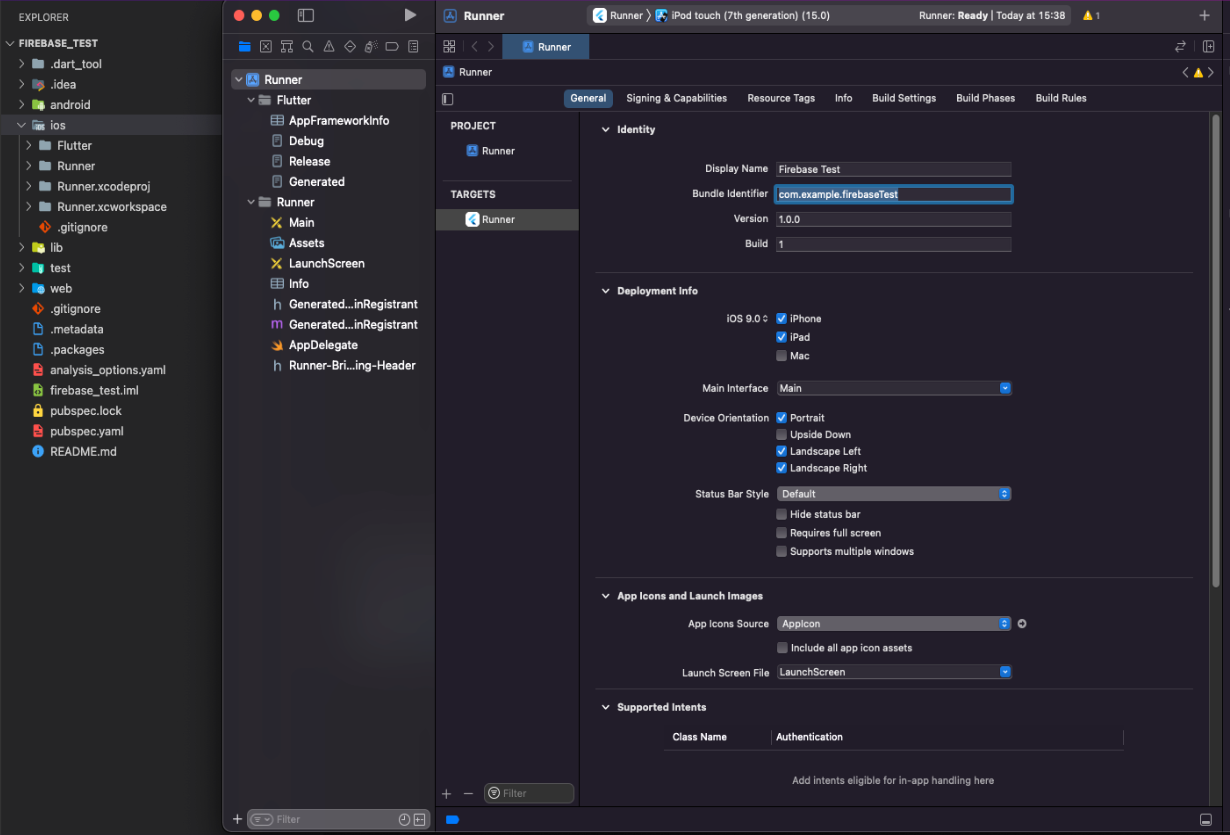 EXPLORER
FIREBASE_TEST
.dart_tool
.idea
android
ios
Flutter
Runner
Runner.xcodeproj
Runner.xcworkspace
.gitignore
lib
test
web
.gitignore
.metadata
.packages
analysis_options.yaml
firebase_test.iml
pubspec.lock
pubspec.yaml
README.md
Runner
Flutter
AppFrameworkInfo
Debug
Release
Generated
Runner
Main
Assets
LaunchScreen
Info
Generated...inRegistrant
Generated...inRegistrant
AppDelegate
Runner-Bri...ing-Header
Filter
Runner
Runner iPod touch (7th generation) (15.0)
Runner: Ready | Today at 15:38
1
Runner
Runner
General Signing & Capabilities Resource Tags Info Build Settings Build Phases Build Rules
PROJECT
Runner
TARGETS
Runner
Filter
Identity
Display Name Firebase Test
Bundle Identifier com.example.firebaseTest
Version 1.0.0
Build 1
Deployment Info
iOS 9.0 iPhone
iPad
Mac
Main Interface Main
Device Orientation Portrait
Upside Down
Landscape Left
Landscape Right
Status Bar Style Default
Hide status bar
Requires full screen
Supports multiple windows
App Icons and Launch Images
App Icons Source AppIcon
Include all app icon assets
Launch Screen File LaunchScreen
Supported Intents
Class Name Authentication
Add intents eligible for in-app handling here